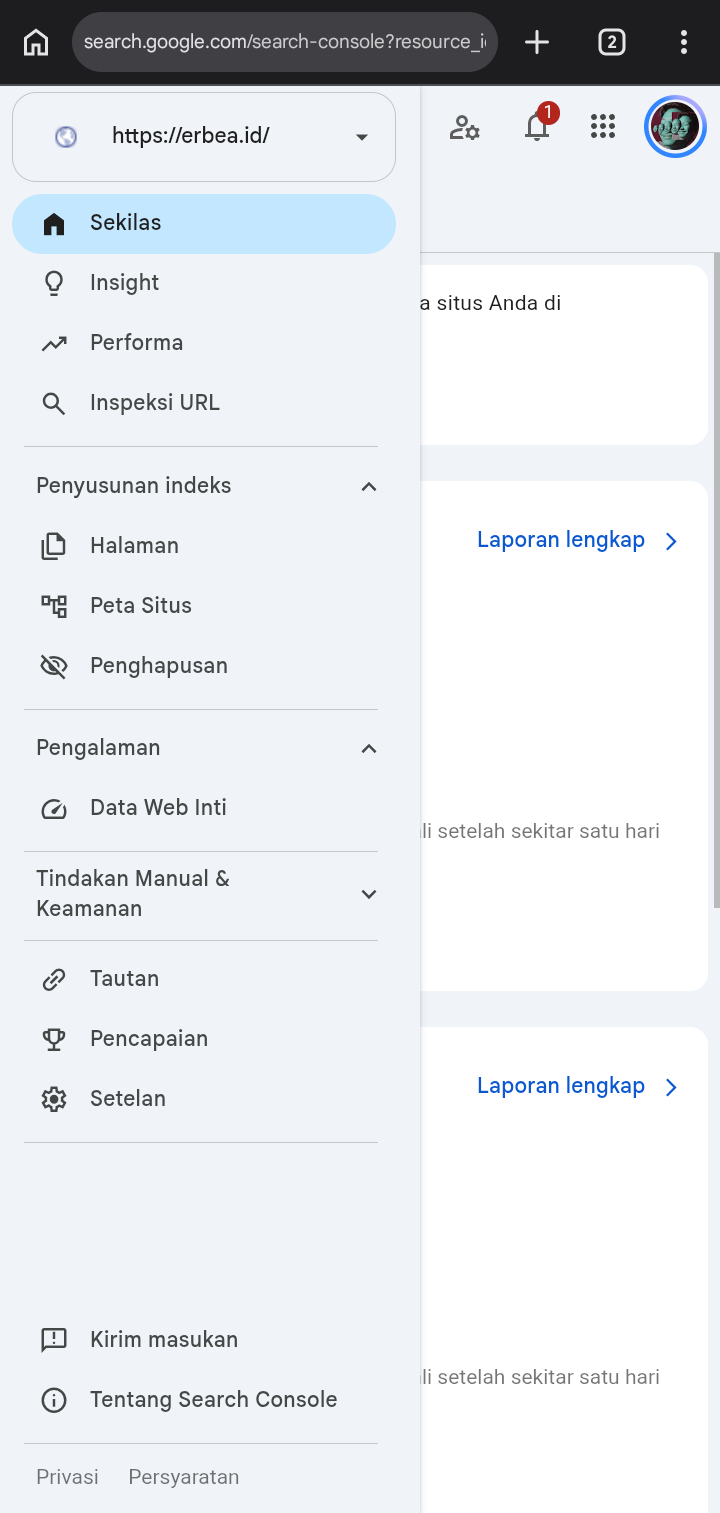 search.google.com/search-console?resource_i
2
https://erbea.id/
1
Sekilas
Insight
a situs Anda di
Performa
Inspeksi URL
Penyusunan indeks
Laporan lengkap
Halaman
Peta Situs
Penghapusan
Pengalaman
Data Web Inti
li setelah sekitar satu hari
Tindakan Manual &
Keamanan
Tautan
Pencapaian
Laporan lengkap
Setelan
Kirim masukan
li setelah sekitar satu hari
Tentang Search Console
Privasi Persyaratan